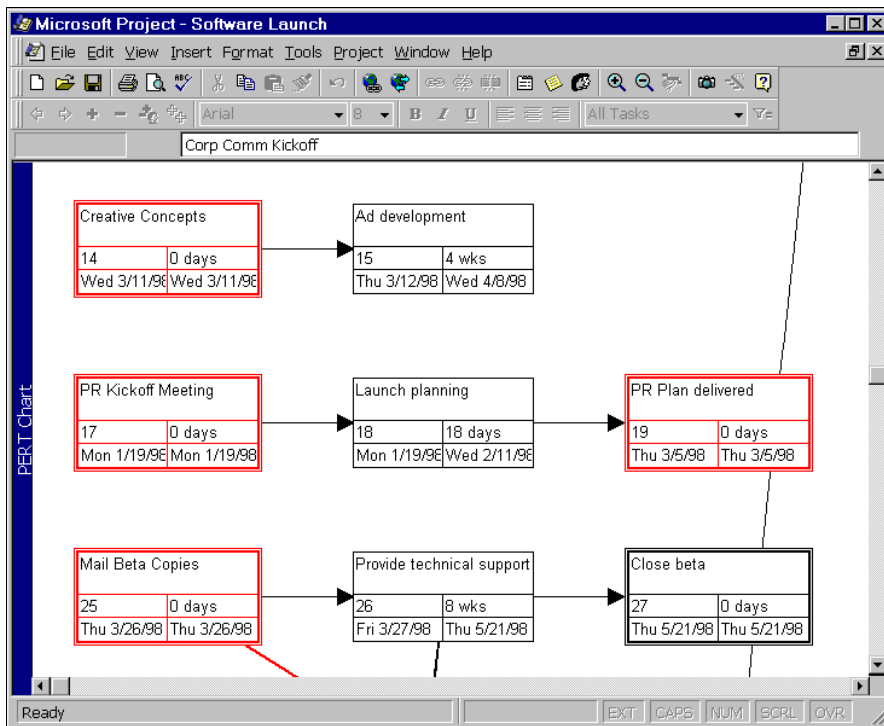 Microsoft Project - Software Launch
File Edit View Insert Format Tools Project Window Help
ABC
Arial 8 B I U All Tasks
Corp Comm Kickoff
PERT Chart
Creative Concepts
14 0 days
Wed 3/11/98 Wed 3/11/98
Ad development
15 4 wks
Thu 3/12/98 Wed 4/8/98
PR Kickoff Meeting
17 0 days
Mon 1/19/98 Mon 1/19/98
Launch planning
18 18 days
Mon 1/19/98 Wed 2/11/98
PR Plan delivered
19 0 days
Thu 3/5/98 Thu 3/5/98
Mail Beta Copies
25 0 days
Thu 3/26/98 Thu 3/26/98
Provide technical support
26 8 wks
Fri 3/27/98 Thu 5/21/98
Close beta
27 0 days
Thu 5/21/98 Thu 5/21/98
Ready EXT CAPS NUM SCRL OVR